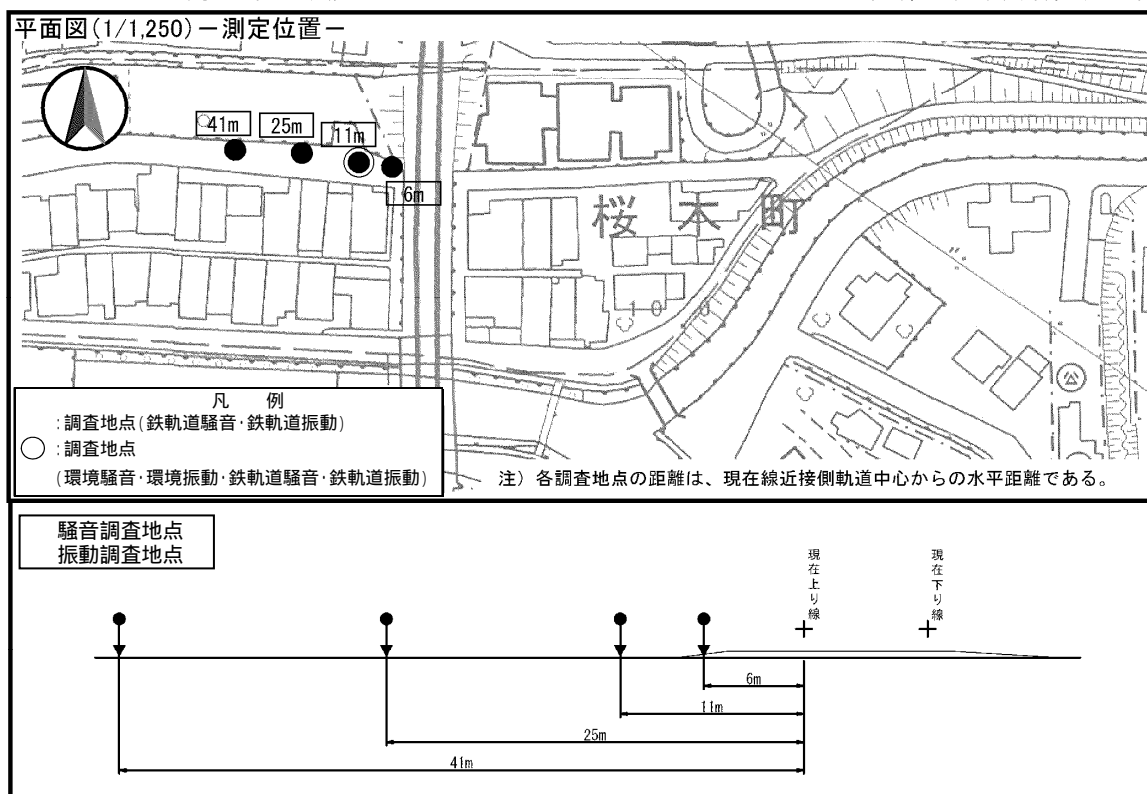 平面図(1/1,250)－測定位置－
41m
25m
11m
6m
桜木町
凡 例
:調査地点(鉄軌道騒音･鉄軌道振動)
:調査地点
(環境騒音･環境振動･鉄軌道騒音･鉄軌道振動)
注) 各調査地点の距離は、現在線近接側軌道中心からの水平距離である。
騒音調査地点
振動調査地点
現在上り線
現在下り線
6m
11m
25m
41m